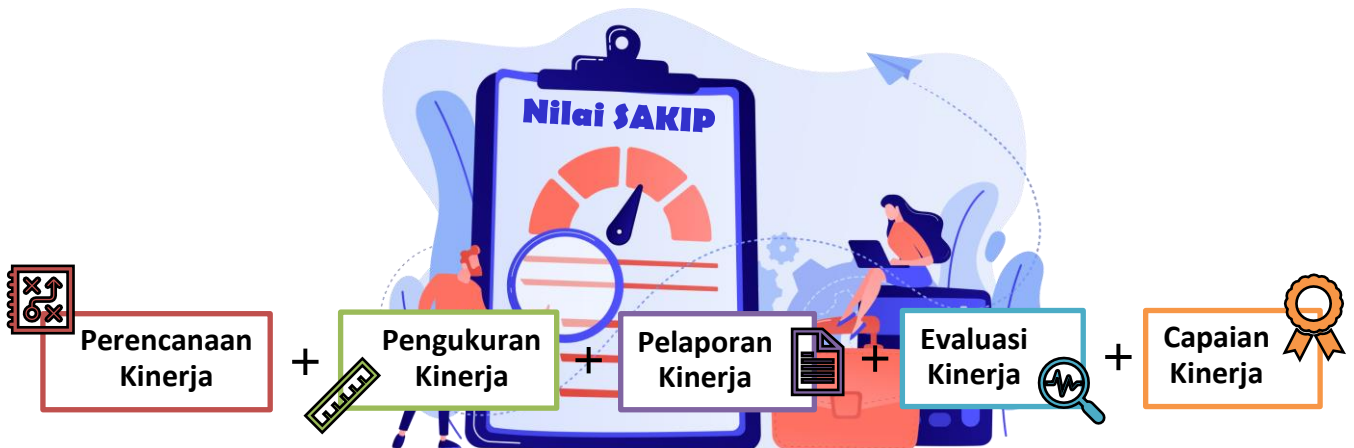 Nilai SAKIP
Perencanaan
Kinerja
+
Pengukuran
Kinerja
+
Pelaporan
Kinerja
+
Evaluasi
Kinerja
+
Capaian
Kinerja